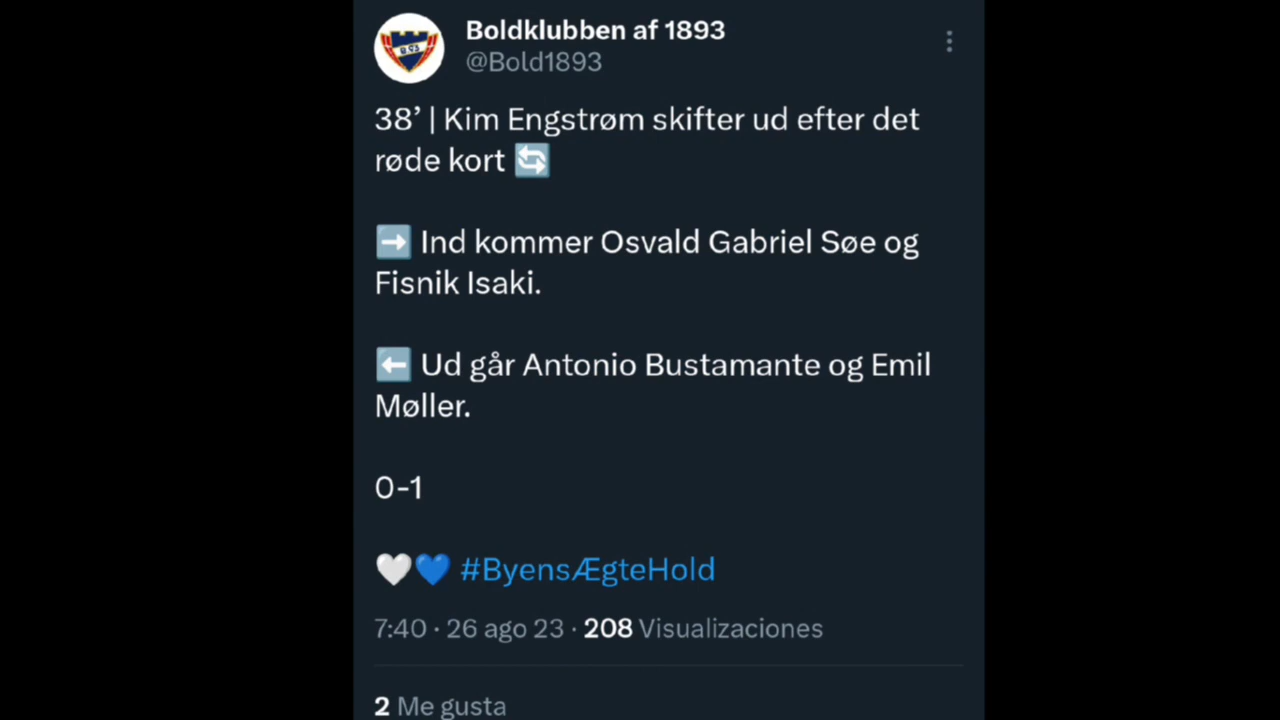 Boldklubben af 1893
@Bold1893
38’ | Kim Engstrøm skifter ud efter det
røde kort 🔄
➡️ Ind kommer Osvald Gabriel Søe og
Fisnik Isaki.
⬅️ Ud går Antonio Bustamante og Emil
Møller.
0-1
🤍💙 #ByensÆgteHold
7:40 · 26 ago 23 · 208 Visualizaciones
2 Me gusta